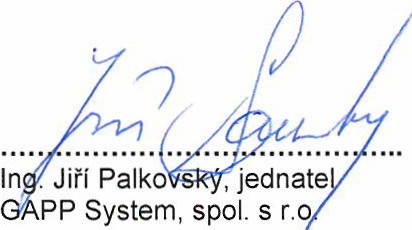 Ing. Jiří Palkovský, jednatel
GAPP System, spol. s r.o.